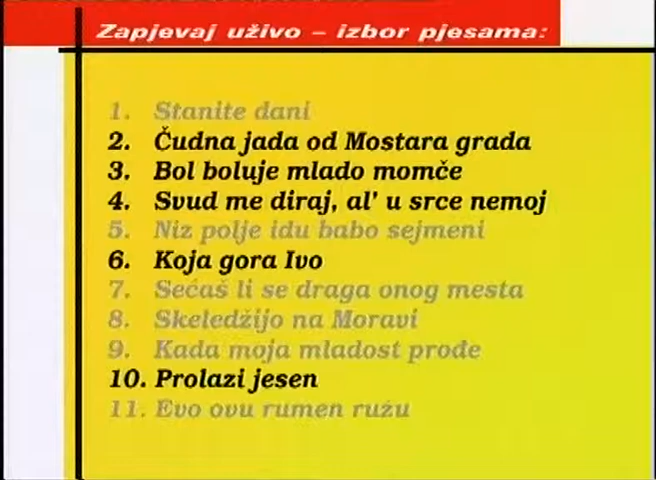 Zapjevaj uživo – izbor pjesama:
1. Stanite dani
2. Čudna jada od Mostara grada
3. Bol boluje mlado momče
4. Svud me diraj, al' u srce nemoj
5. Niz polje idu babo sejmeni
6. Koja gora Ivo
7. Sećaš li se draga onog mesta
8. Skeledžijo na Moravi
9. Kada moja mladost prođe
10. Prolazi jesen
11. Evo ovu rumen ružu